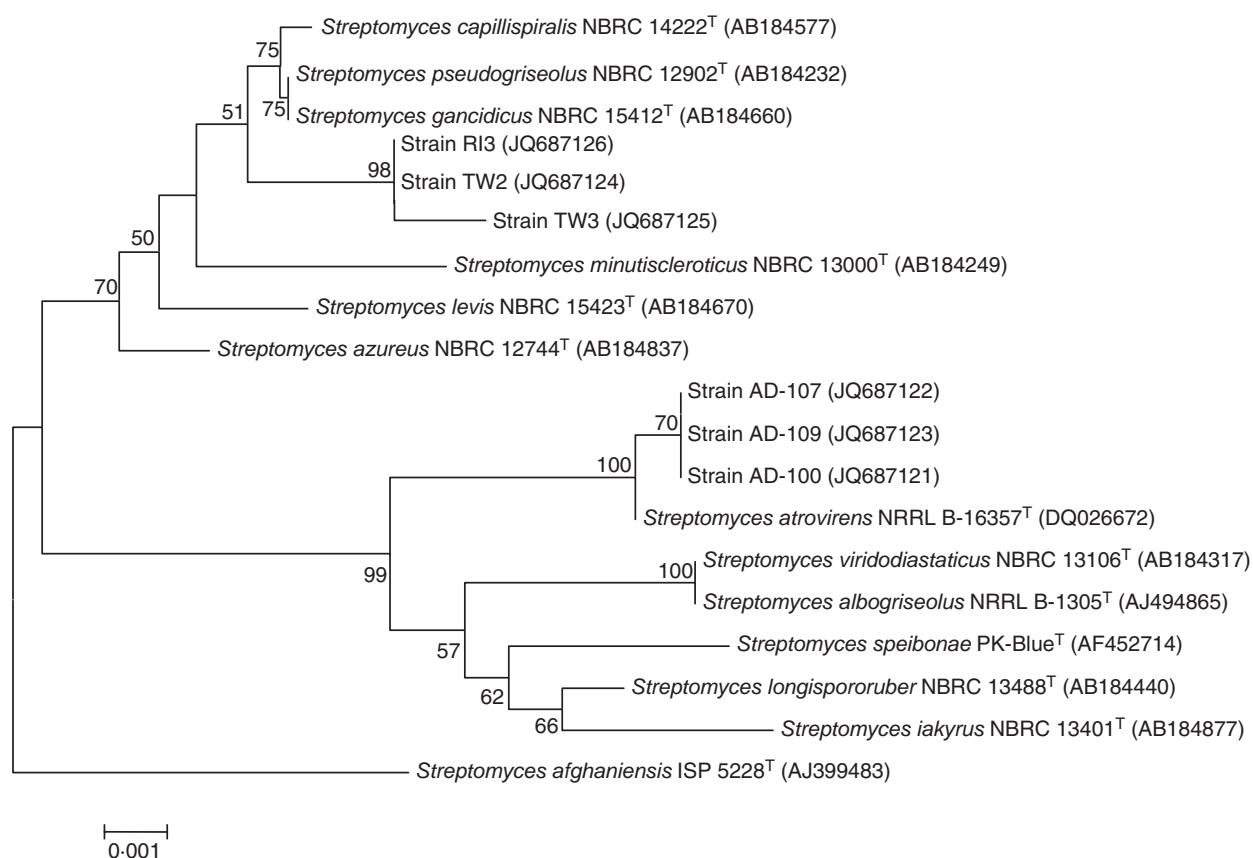 Streptomyces capillispiralis NBRC 14222ᵀ (AB184577)
75
Streptomyces pseudogriseolus NBRC 12902ᵀ (AB184232)
75
51
Streptomyces gancidicus NBRC 15412ᵀ (AB184660)
Strain RI3 (JQ687126)
98
Strain TW2 (JQ687124)
Strain TW3 (JQ687125)
50
Streptomyces minutiscleroticus NBRC 13000ᵀ (AB184249)
70
Streptomyces levis NBRC 15423ᵀ (AB184670)
Streptomyces azureus NBRC 12744ᵀ (AB184837)
Strain AD-107 (JQ687122)
70
Strain AD-109 (JQ687123)
100
Strain AD-100 (JQ687121)
Streptomyces atrovirens NRRL B-16357ᵀ (DQ026672)
Streptomyces viridodiastaticus NBRC 13106ᵀ (AB184317)
100
99
Streptomyces albogriseolus NRRL B-1305ᵀ (AJ494865)
Streptomyces speibonae PK-Blueᵀ (AF452714)
57
Streptomyces longispororuber NBRC 13488ᵀ (AB184440)
62
66
Streptomyces iakyrus NBRC 13401ᵀ (AB184877)
Streptomyces afghaniensis ISP 5228ᵀ (AJ399483)
0·001